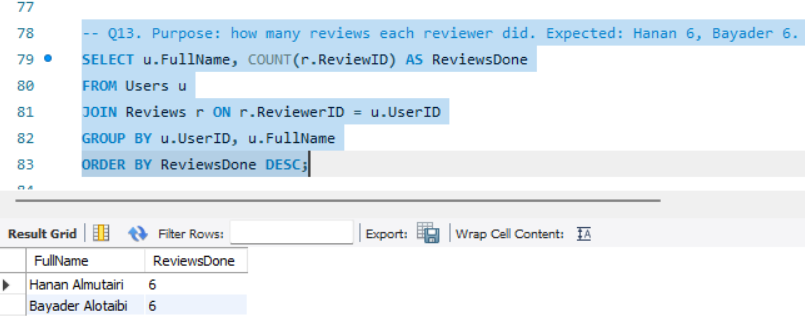 77
78 -- Q13. Purpose: how many reviews each reviewer did. Expected: Hanan 6, Bayader 6.
79 SELECT u.FullName, COUNT(r.ReviewID) AS ReviewsDone
80 FROM Users u
81 JOIN Reviews r ON r.ReviewerID = u.UserID
82 GROUP BY u.UserID, u.FullName
83 ORDER BY ReviewsDone DESC;
Result Grid Filter Rows: Export: Wrap Cell Content: IA
FullName ReviewsDone
Hanan Almutairi 6
Bayader Alotaibi 6